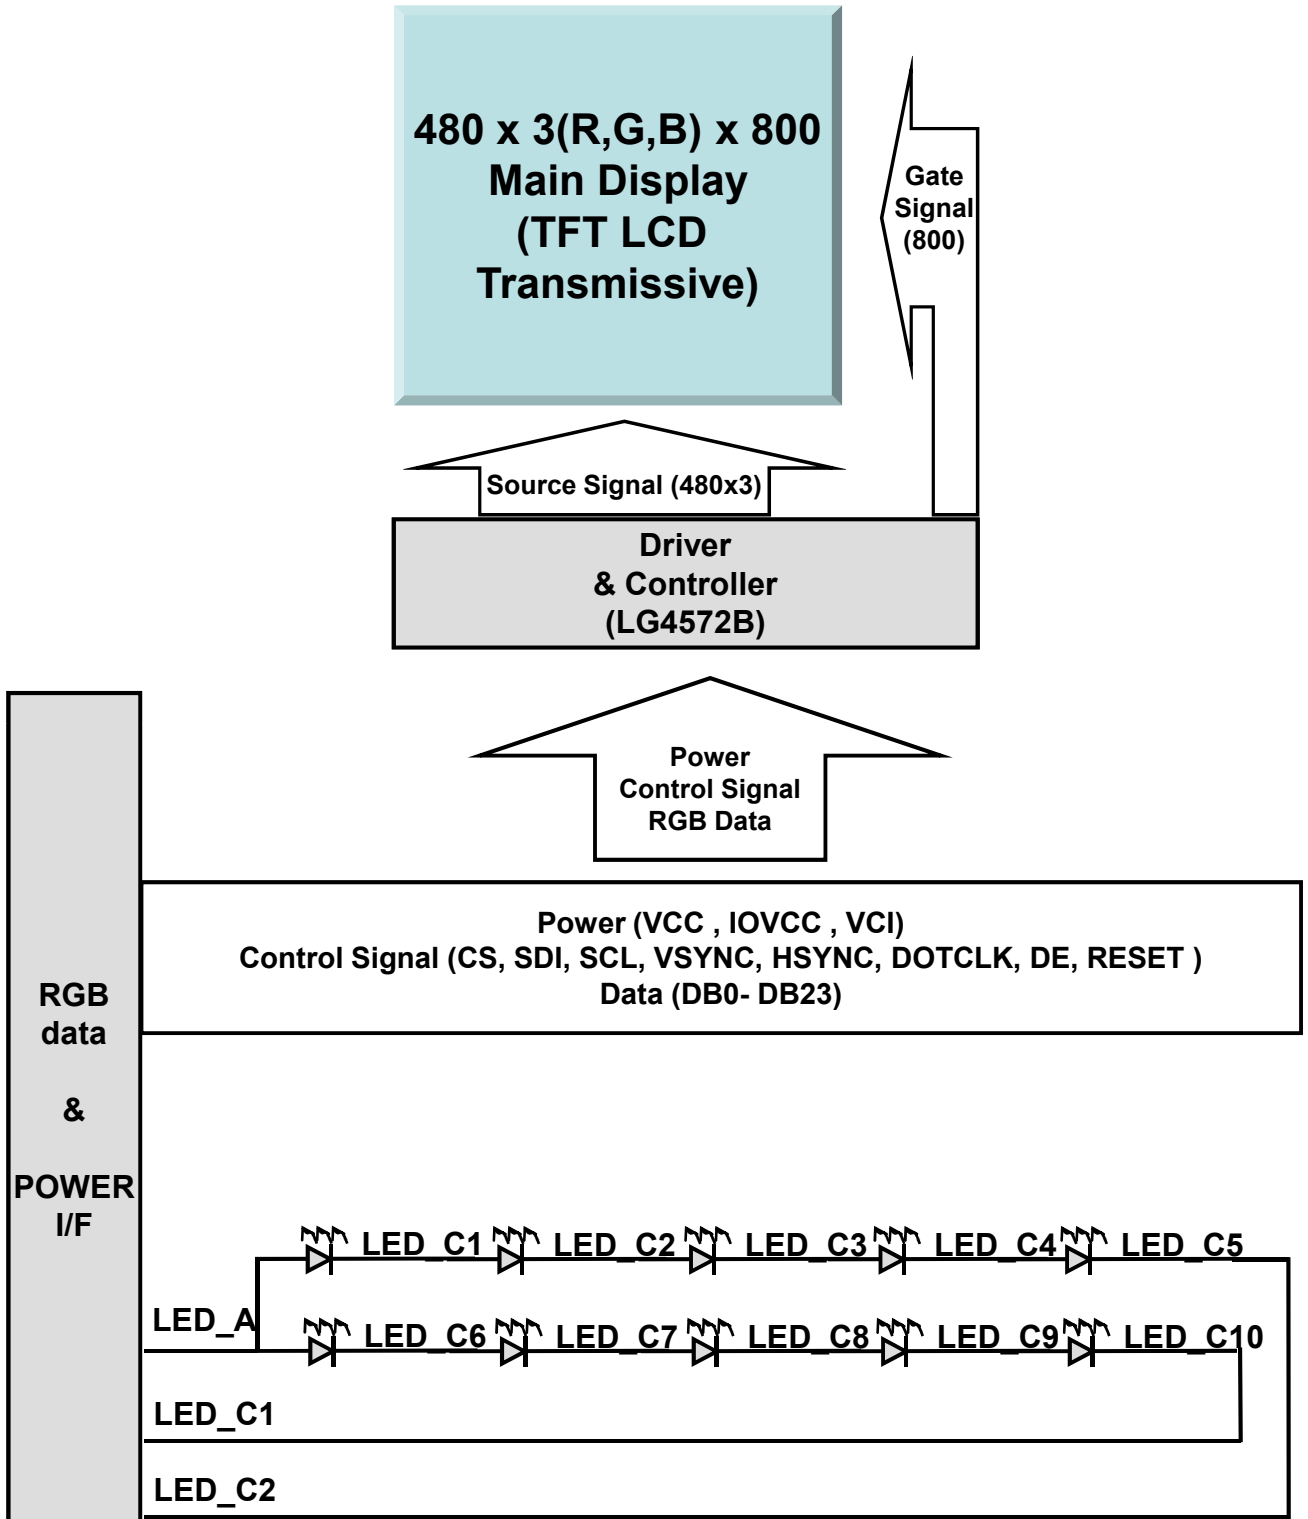 480 x 3(R,G,B) x 800
Main Display
(TFT LCD
Transmissive)
Gate
Signal
(800)
Source Signal (480x3)
Driver
& Controller
(LG4572B)
Power
Control Signal
RGB Data
Power (VCC , IOVCC , VCI)
Control Signal (CS, SDI, SCL, VSYNC, HSYNC, DOTCLK, DE, RESET )
Data (DB0- DB23)
RGB
data
&
POWER
I/F
LED_C1 LED_C2 LED_C3 LED_C4 LED_C5
LED_A
LED_C6 LED_C7 LED_C8 LED_C9 LED_C10
LED_C1
LED_C2